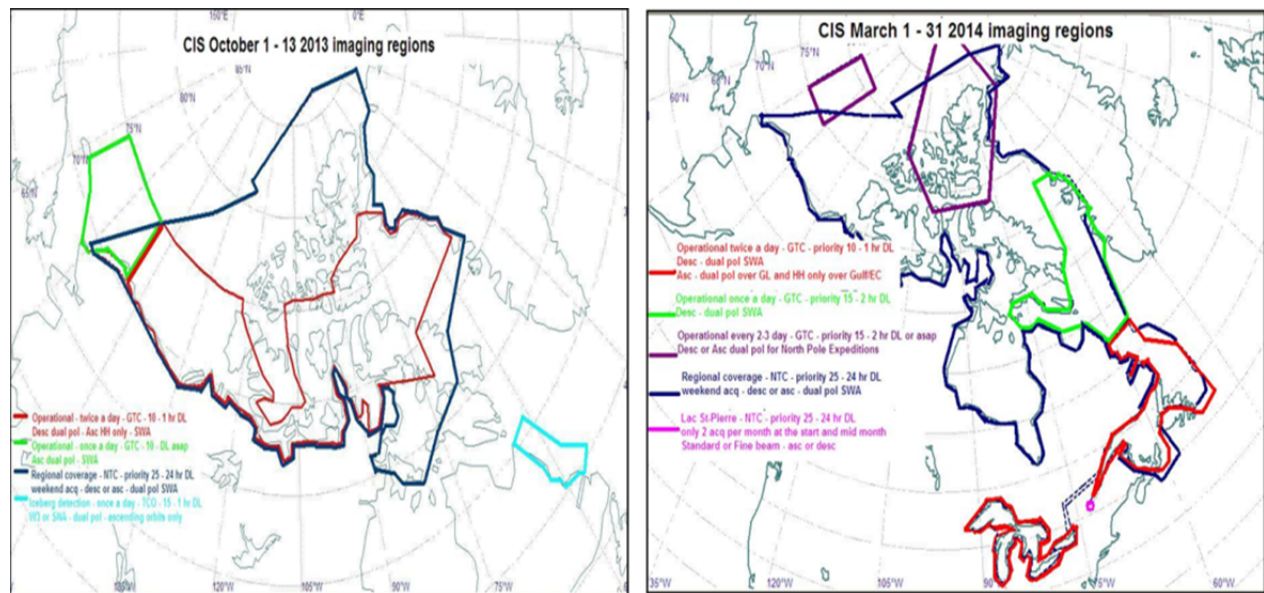 CIS October 1 - 13 2013 imaging regions
160°E
0°E
85°N
80°N
75°N
70°N
65°N
Operational - twice a day - GTC - 10 - 1 hr DL
Desc dual pol - Asc HH only - SWA
Operational - once a day - GTC - 10 - DL asap
Asc dual pol - SWA
Regional coverage - NTC - priority 25 - 24 hr DL
weekend acq - desc or asc - dual pol SWA
Iceberg detection - once a day - TCO - 15 - 1 hr DL
W3 or SNA - dual pol - ascending orbits only
120°W
105°W
90°W
75°W
CIS March 1 - 31 2014 imaging regions
75°N
70°N
60°N
Operational twice a day - GTC - priority 10 - 1 hr DL
Desc - dual pol SWA
Asc - dual pol over GL and HH only over Gulf/EC
Operational once a day - GTC - priority 15 - 2 hr DL
Desc - dual pol SWA
Operational every 2-3 day - GTC - priority 15 - 2 hr DL or asap
Desc or Asc dual pol for North Pole Expeditions
Regional coverage - NTC - priority 25 - 24 hr DL
weekend acq - desc or asc - dual pol SWA
Lac St-Pierre - NTC - priority 25 - 24 hr DL
only 2 acq per month at the start and mid month
Standard or Fine beam - asc or desc
35°W
120°W
105°W
90°
75°W
60°W